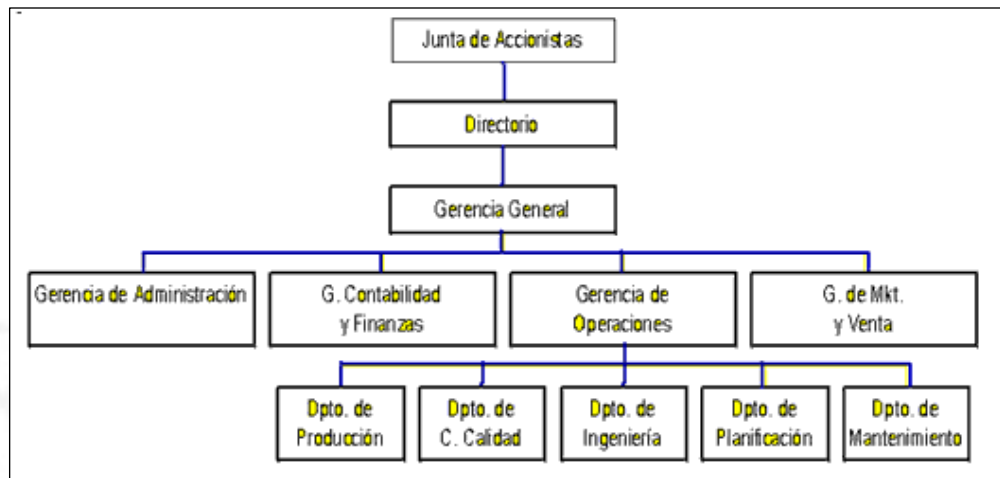 Junta de Accionistas
Directorio
Gerencia General
Gerencia de Administración
G. Contabilidad
y Finanzas
Gerencia de
Operaciones
G. de Mkt.
y Venta
Dpto. de
Producción
Dpto. de
C. Calidad
Dpto. de
Ingeniería
Dpto. de
Planificación
Dpto. de
Mantenimiento